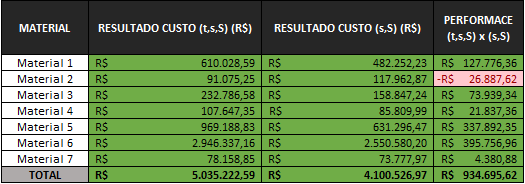 MATERIAL RESULTADO CUSTO (t,s,S) (R$) RESULTADO CUSTO (s,S) (R$) PERFORMACE (t,s,S) x (s,S)
Material 1 R$ 610.028,59 R$ 482.252,23 R$ 127.776,36
Material 2 R$ 91.075,25 R$ 117.962,87 -R$ 26.887,62
Material 3 R$ 232.786,58 R$ 158.847,24 R$ 73.939,34
Material 4 R$ 107.647,35 R$ 85.809,99 R$ 21.837,36
Material 5 R$ 969.188,83 R$ 631.296,47 R$ 337.892,35
Material 6 R$ 2.946.337,16 R$ 2.550.580,20 R$ 395.756,96
Material 7 R$ 78.158,85 R$ 73.777,97 R$ 4.380,88
TOTAL R$ 5.035.222,59 R$ 4.100.526,97 R$ 934.695,62